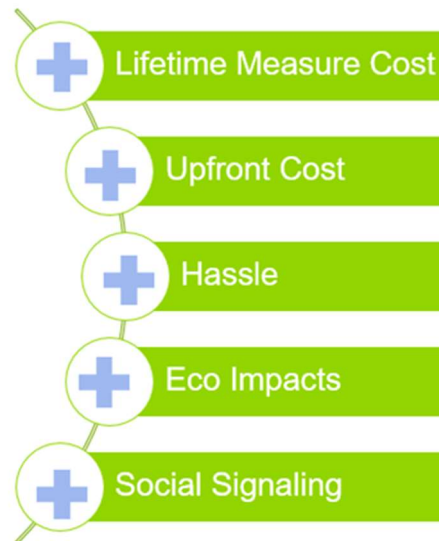 Lifetime Measure Cost
Upfront Cost
Hassle
Eco Impacts
Social Signaling